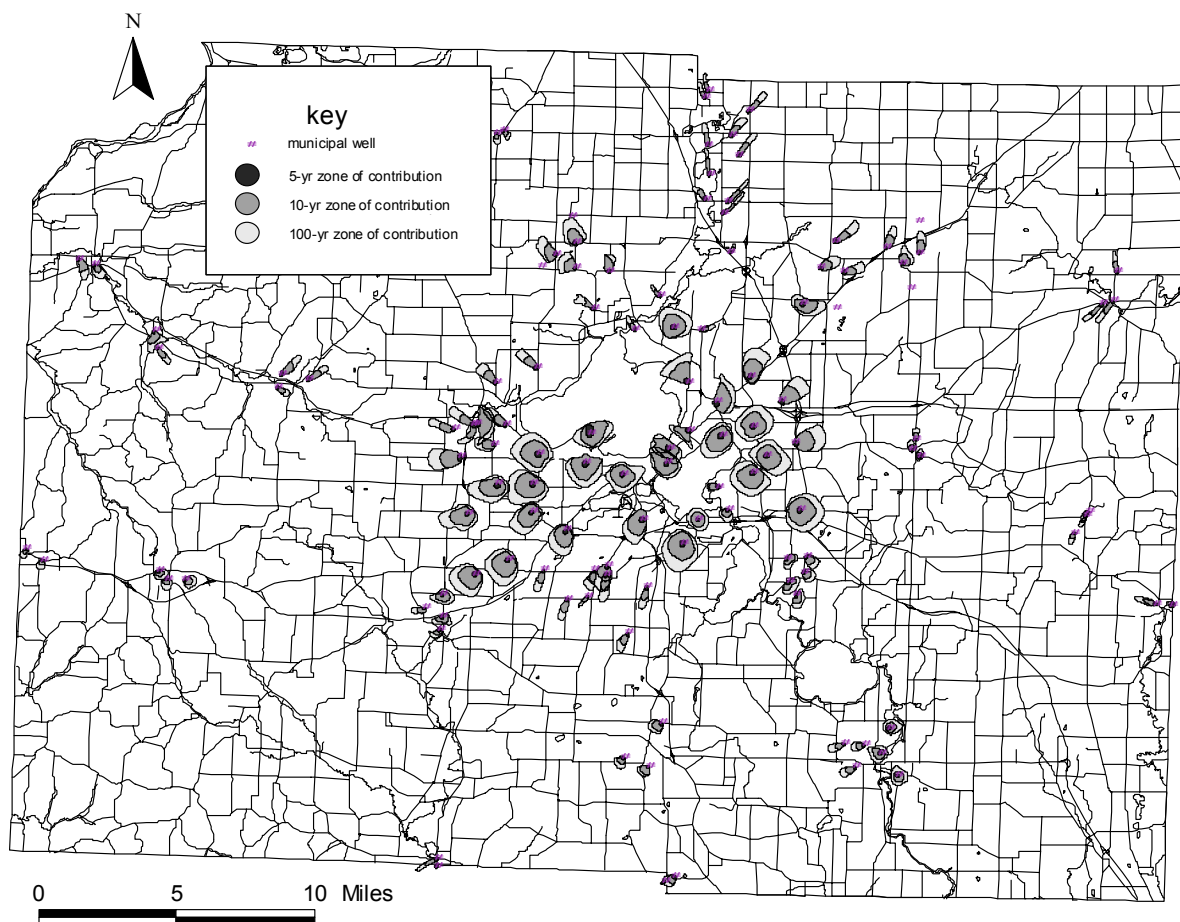 N
key
municipal well
5-yr zone of contribution
10-yr zone of contribution
100-yr zone of contribution
0 5 10 Miles